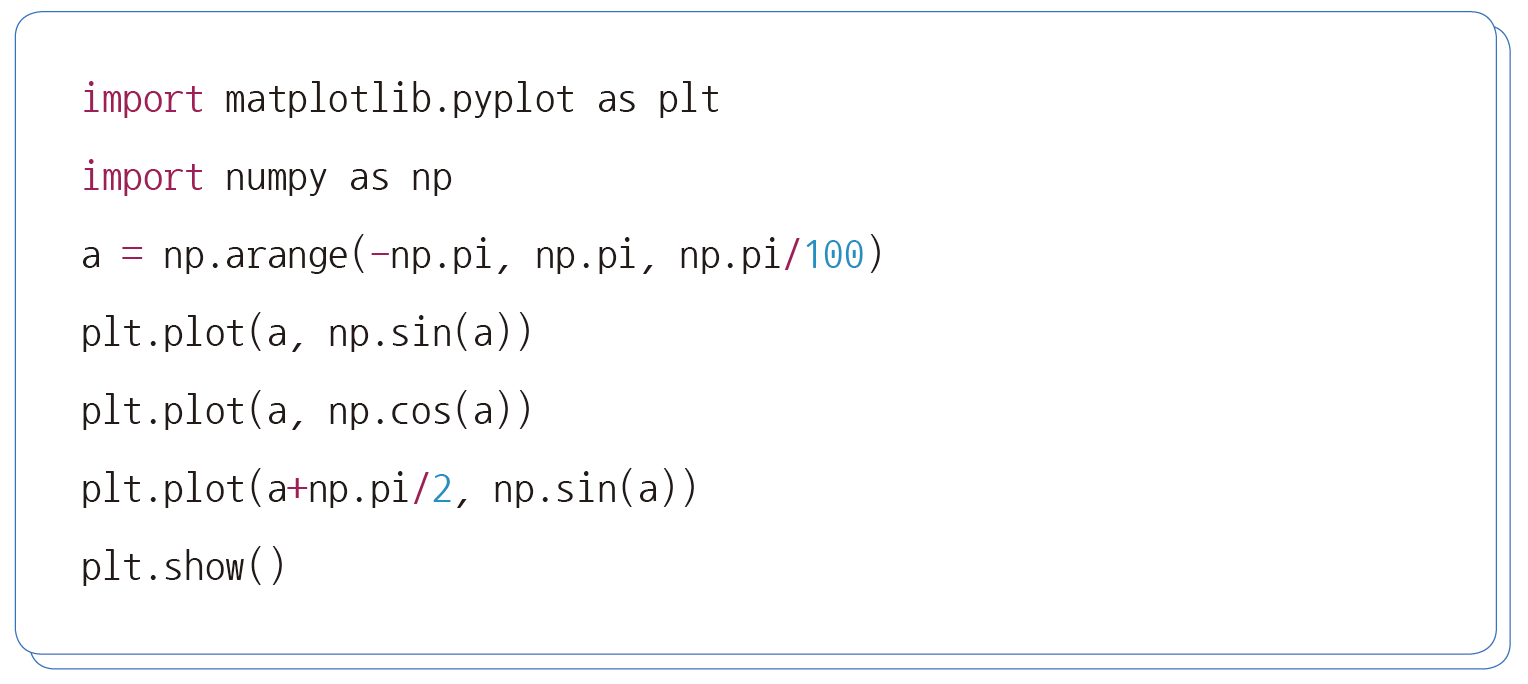 import matplotlib.pyplot as plt
import numpy as np
a = np.arange(-np.pi, np.pi, np.pi/100)
plt.plot(a, np.sin(a))
plt.plot(a, np.cos(a))
plt.plot(a+np.pi/2, np.sin(a))
plt.show()